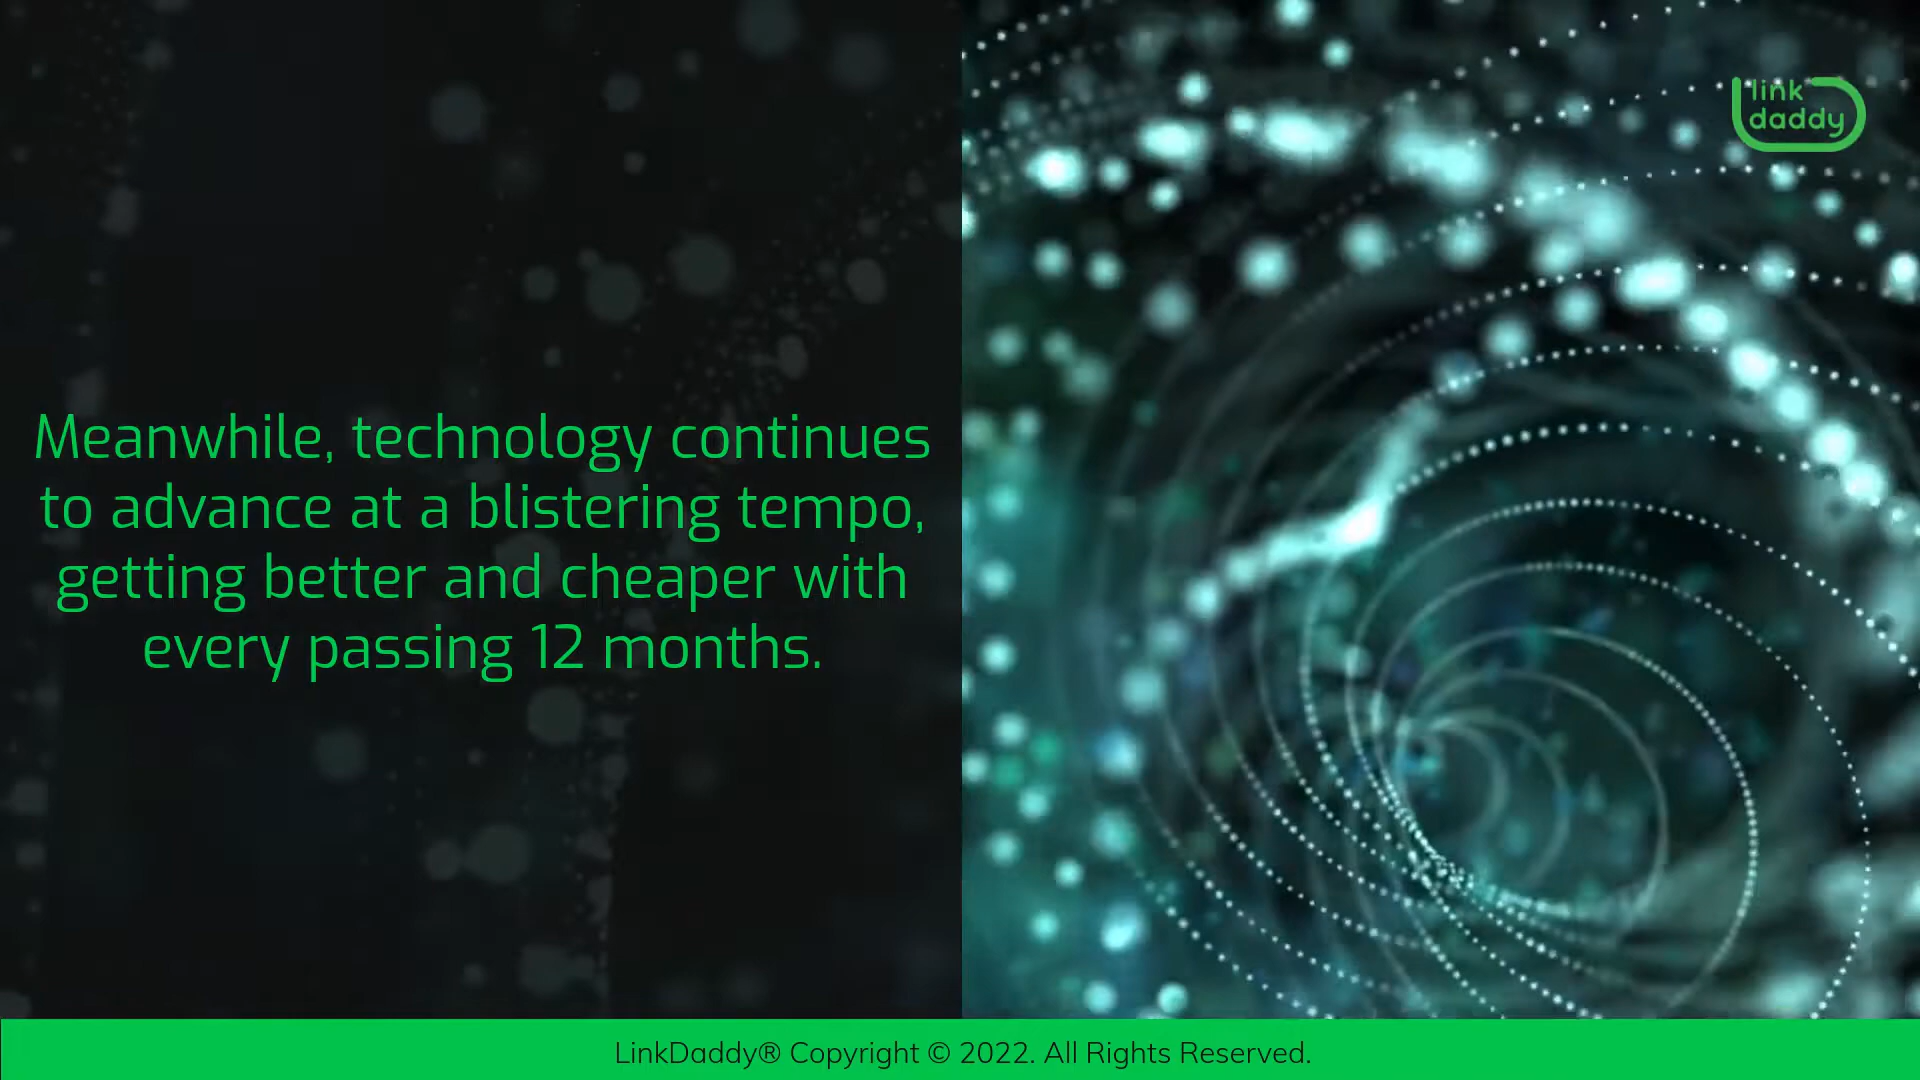 link
daddy
Meanwhile, technology continues
to advance at a blistering tempo,
getting better and cheaper with
every passing 12 months.
LinkDaddy® Copyright © 2022. All Rights Reserved.